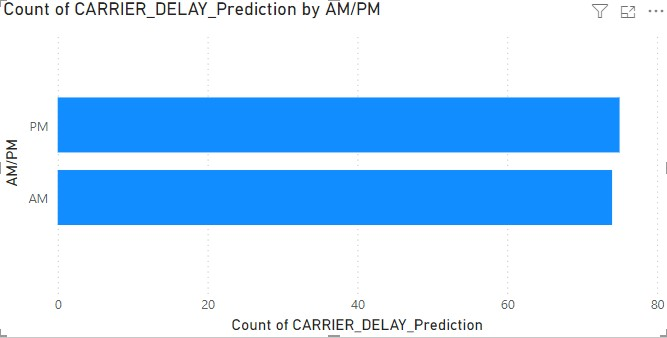 Count of CARRIER_DELAY_Prediction by AM/PM
AM/PM
PM
AM
0 20 40 60 80
Count of CARRIER_DELAY_Prediction